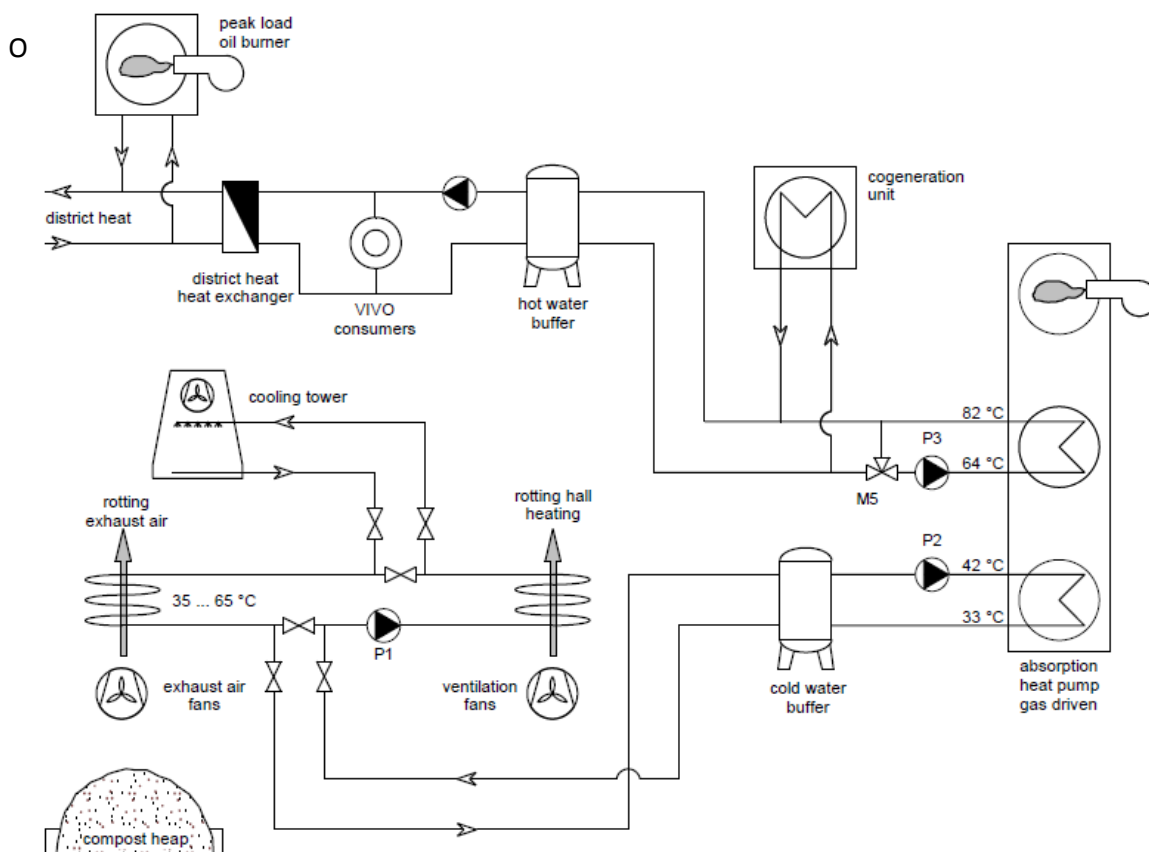 O
peak load
oil burner
district heat
district heat
heat exchanger
VIVO
consumers
hot water
buffer
cogeneration
unit
cooling tower
82 °C
P3
64 °C
M5
rotting
exhaust air
rotting hall
heating
P2
42 °C
35 ... 65 °C
33 °C
P1
exhaust air
fans
ventilation
fans
cold water
buffer
absorption
heat pump
gas driven
compost heap